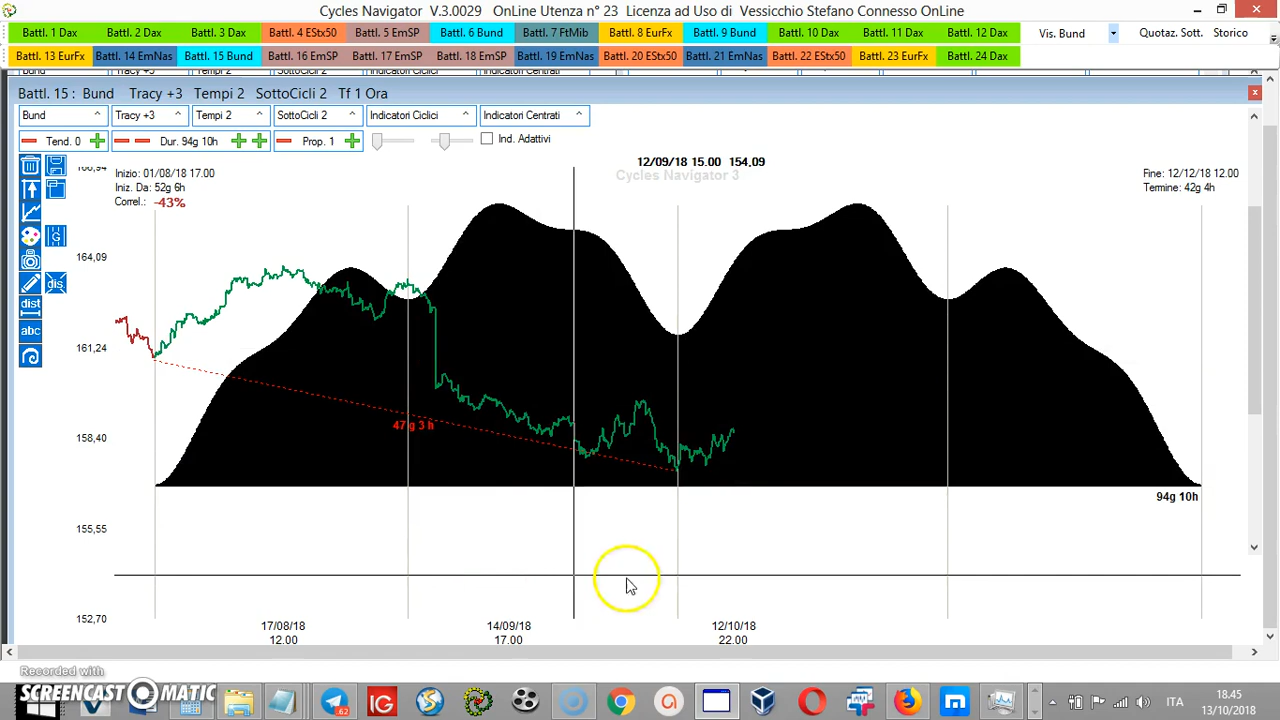 Cycles Navigator V.3.0029 OnLine Utenza n° 23 Licenza ad Uso di Vessicchio Stefano Connesso OnLine
Battl. 1 Dax Battl. 2 Dax Battl. 3 Dax Battl. 4 EStx50 Battl. 5 EmSP Battl. 6 Bund Battl. 7 FtMib Battl. 8 EurFx Battl. 9 Bund Battl. 10 Dax Battl. 11 Dax Battl. 12 Dax Vis. Bund Quotaz. Sott. Storico
Battl. 13 EurFx Battl. 14 EmNas Battl. 15 Bund Battl. 16 EmSP Battl. 17 EmSP Battl. 18 EmSP Battl. 19 EmNas Battl. 20 EStx50 Battl. 21 EmNas Battl. 22 EStx50 Battl. 23 EurFx Battl. 24 Dax
Battl. 15 : Bund Tracy +3 Tempi 2 SottoCicli 2 Tf 1 Ora
Bund Tracy +3 Tempi 2 SottoCicli 2 Indicatori Ciclici Indicatori Centrati
Tend. 0 Dur. 94g 10h Prop. 1 Ind. Adattivi
12/09/18 15.00 154,09
Cycles Navigator 3
Inizio: 01/08/18 17.00
Iniz. Da: 52g 6h
Correl.: -43%
Fine: 12/12/18 12.00
Termine: 42g 4h
164,09
161,24
158,40
155,55
152,70
47 g 3 h
94g 10h
dis
dist
abc
G
17/08/18
12.00
14/09/18
17.00
12/10/18
22.00
Recorded with
SCREENCAST MATIC
62
IG
ITA
18.45
13/10/2018